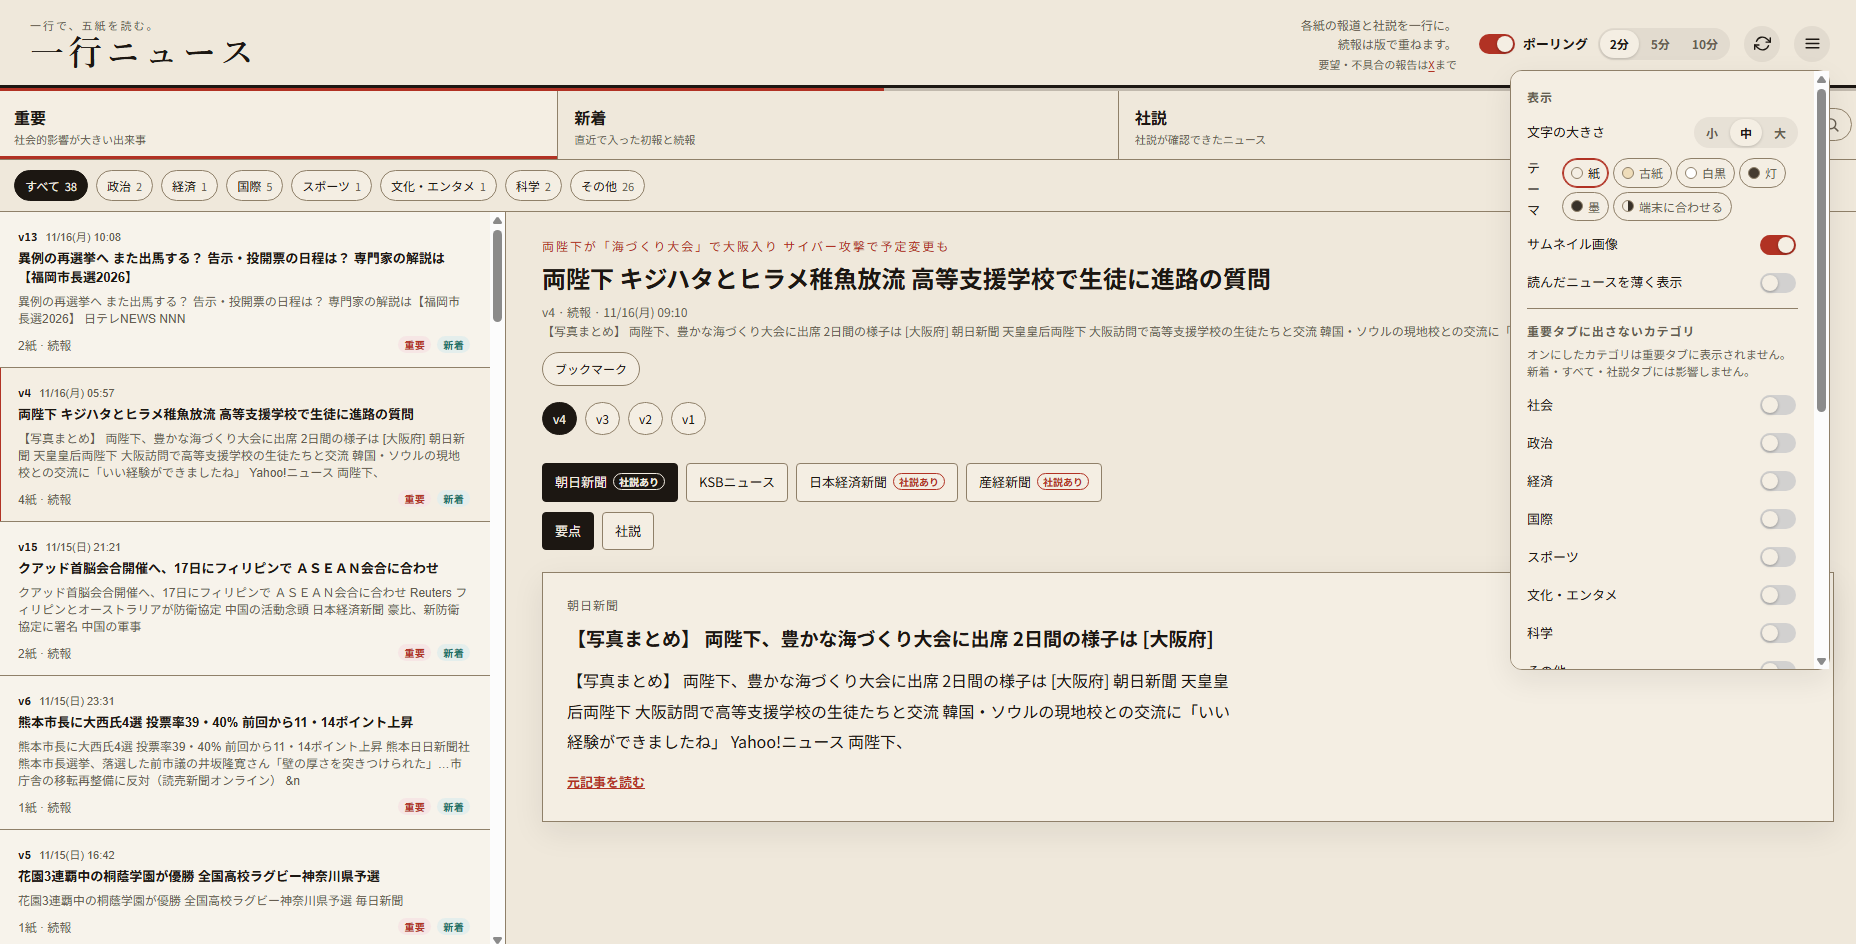 一行で、五紙を読む。
一行ニュース
各紙の報道と社説を一行に。
続報は版で重ねます。
要望・不具合の報告はXまで
ポーリング
2分 5分 10分
重要
社会的影響が大きい出来事
新着
直近で入った初報と続報
社説
社説が確認できたニュース
すべて 38
政治 2
経済 1
国際 5
スポーツ 1
文化・エンタメ 1
科学 2
その他 26
v13 11/16(月) 10:08
異例の再選挙へ また出馬する？ 告示・投開票の日程は？ 専門家の解説は
【福岡市長選2026】
異例の再選挙へ また出馬する？ 告示・投開票の日程は？ 専門家の解説は【福岡市
長選2026】 日テレNEWS NNN
2紙 · 続報
重要 新着
v4 11/16(月) 05:57
両陛下 キジハタとヒラメ稚魚放流 高等支援学校で生徒に進路の質問
【写真まとめ】 両陛下、豊かな海づくり大会に出席 2日間の様子は [大阪府] 朝日新
聞 天皇皇后両陛下 大阪訪問で高等支援学校の生徒たちと交流 韓国・ソウルの現地
校との交流に「いい経験ができましたね」 Yahoo!ニュース 両陛下、
4紙 · 続報
重要 新着
v15 11/15(日) 21:21
クアッド首脳会合開催へ、17日にフィリピンで ＡＳＥＡＮ会合に合わせ
クアッド首脳会合開催へ、17日にフィリピンで ＡＳＥＡＮ会合に合わせ Reuters フ
ィリピンとオーストラリアが防衛協定 中国の活動念頭 日本経済新聞 豪比、新防衛
協定に署名 中国の軍事
2紙 · 続報
重要 新着
v6 11/15(日) 23:31
熊本市長に大西氏4選 投票率39・40% 前回から11・14ポイント上昇
熊本市長に大西氏4選 投票率39・40% 前回から11・14ポイント上昇 熊本日日新聞社
熊本市長選挙、落選した前市議の井坂隆寛さん「壁の厚さを突きつけられた」…市
庁舎の移転再整備に反対（読売新聞オンライン） &n
1紙 · 続報
重要 新着
v5 11/15(日) 16:42
花園3連覇中の桐蔭学園が優勝 全国高校ラグビー神奈川県予選
花園3連覇中の桐蔭学園が優勝 全国高校ラグビー神奈川県予選 毎日新聞
1紙 · 続報
重要 新着
両陛下が「海づくり大会」で大阪入り サイバー攻撃で予定変更も
両陛下 キジハタとヒラメ稚魚放流 高等支援学校で生徒に進路の質問
v4 · 続報 · 11/16(月) 09:10
【写真まとめ】 両陛下、豊かな海づくり大会に出席 2日間の様子は [大阪府] 朝日新聞 天皇皇后両陛下 大阪訪問で高等支援学校の生徒たちと交流 韓国・ソウルの現地校との交流に「
ブックマーク
v4 v3 v2 v1
朝日新聞 社説あり
KSBニュース
日本経済新聞 社説あり
産経新聞 社説あり
要点 社説
朝日新聞
【写真まとめ】 両陛下、豊かな海づくり大会に出席 2日間の様子は [大阪府]
【写真まとめ】 両陛下、豊かな海づくり大会に出席 2日間の様子は [大阪府] 朝日新聞 天皇皇
后両陛下 大阪訪問で高等支援学校の生徒たちと交流 韓国・ソウルの現地校との交流に「いい
経験ができましたね」 Yahoo!ニュース 両陛下、
元記事を読む
表示
文字の大きさ
小 中 大
テーマ
紙 古紙 白黒 灯
墨 端末に合わせる
サムネイル画像
読んだニュースを薄く表示
重要タブに出さないカテゴリ
オンにしたカテゴリは重要タブに表示されません。
新着・すべて・社説タブには影響しません。
社会
政治
経済
国際
スポーツ
文化・エンタメ
科学
その他